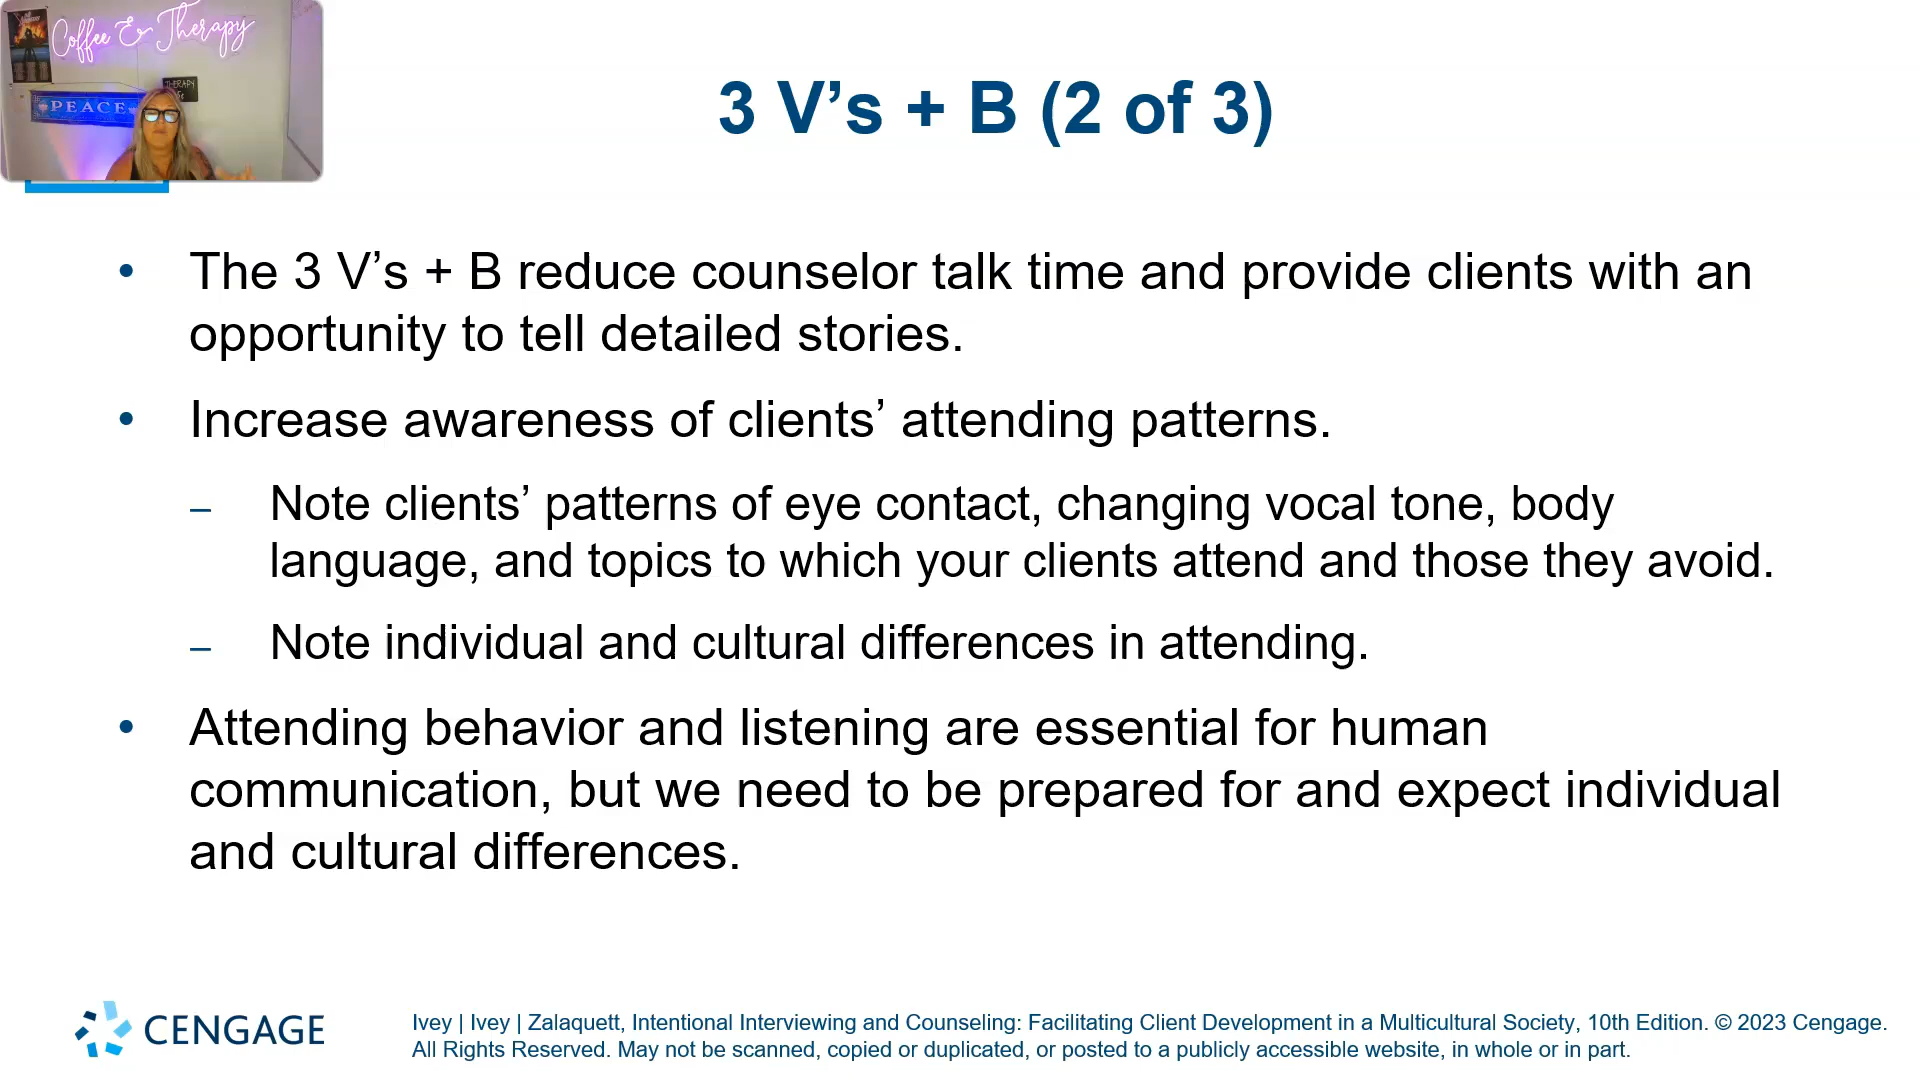 Coffee & Therapy
THERAPY
PEACE
3 V’s + B (2 of 3)
• The 3 V’s + B reduce counselor talk time and provide clients with an
opportunity to tell detailed stories.
• Increase awareness of clients’ attending patterns.
– Note clients’ patterns of eye contact, changing vocal tone, body
language, and topics to which your clients attend and those they avoid.
– Note individual and cultural differences in attending.
• Attending behavior and listening are essential for human
communication, but we need to be prepared for and expect individual
and cultural differences.
CENGAGE
Ivey | Ivey | Zalaquett, Intentional Interviewing and Counseling: Facilitating Client Development in a Multicultural Society, 10th Edition. © 2023 Cengage.
All Rights Reserved. May not be scanned, copied or duplicated, or posted to a publicly accessible website, in whole or in part.